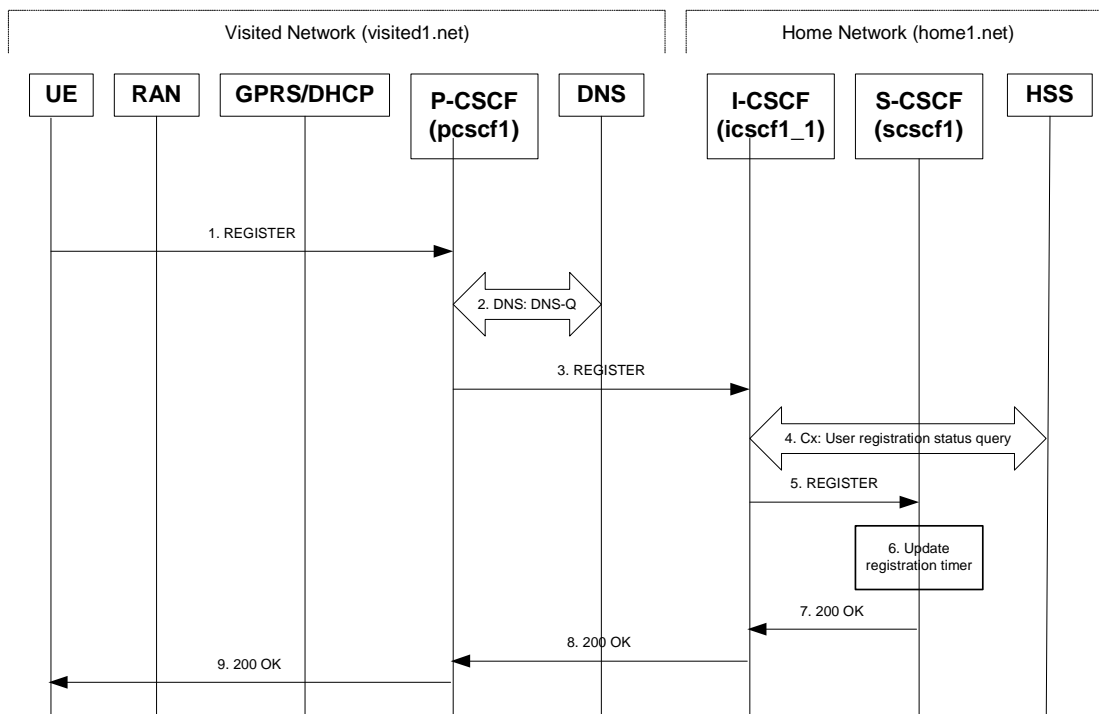 Visited Network (visited1.net)
Home Network (home1.net)
UE
RAN
GPRS/DHCP
P-CSCF
(pcscf1)
DNS
I-CSCF
(icscf1_1)
S-CSCF
(scscf1)
HSS
1. REGISTER
2. DNS: DNS-Q
3. REGISTER
4. Cx: User registration status query
5. REGISTER
6. Update
registration timer
7. 200 OK
8. 200 OK
9. 200 OK